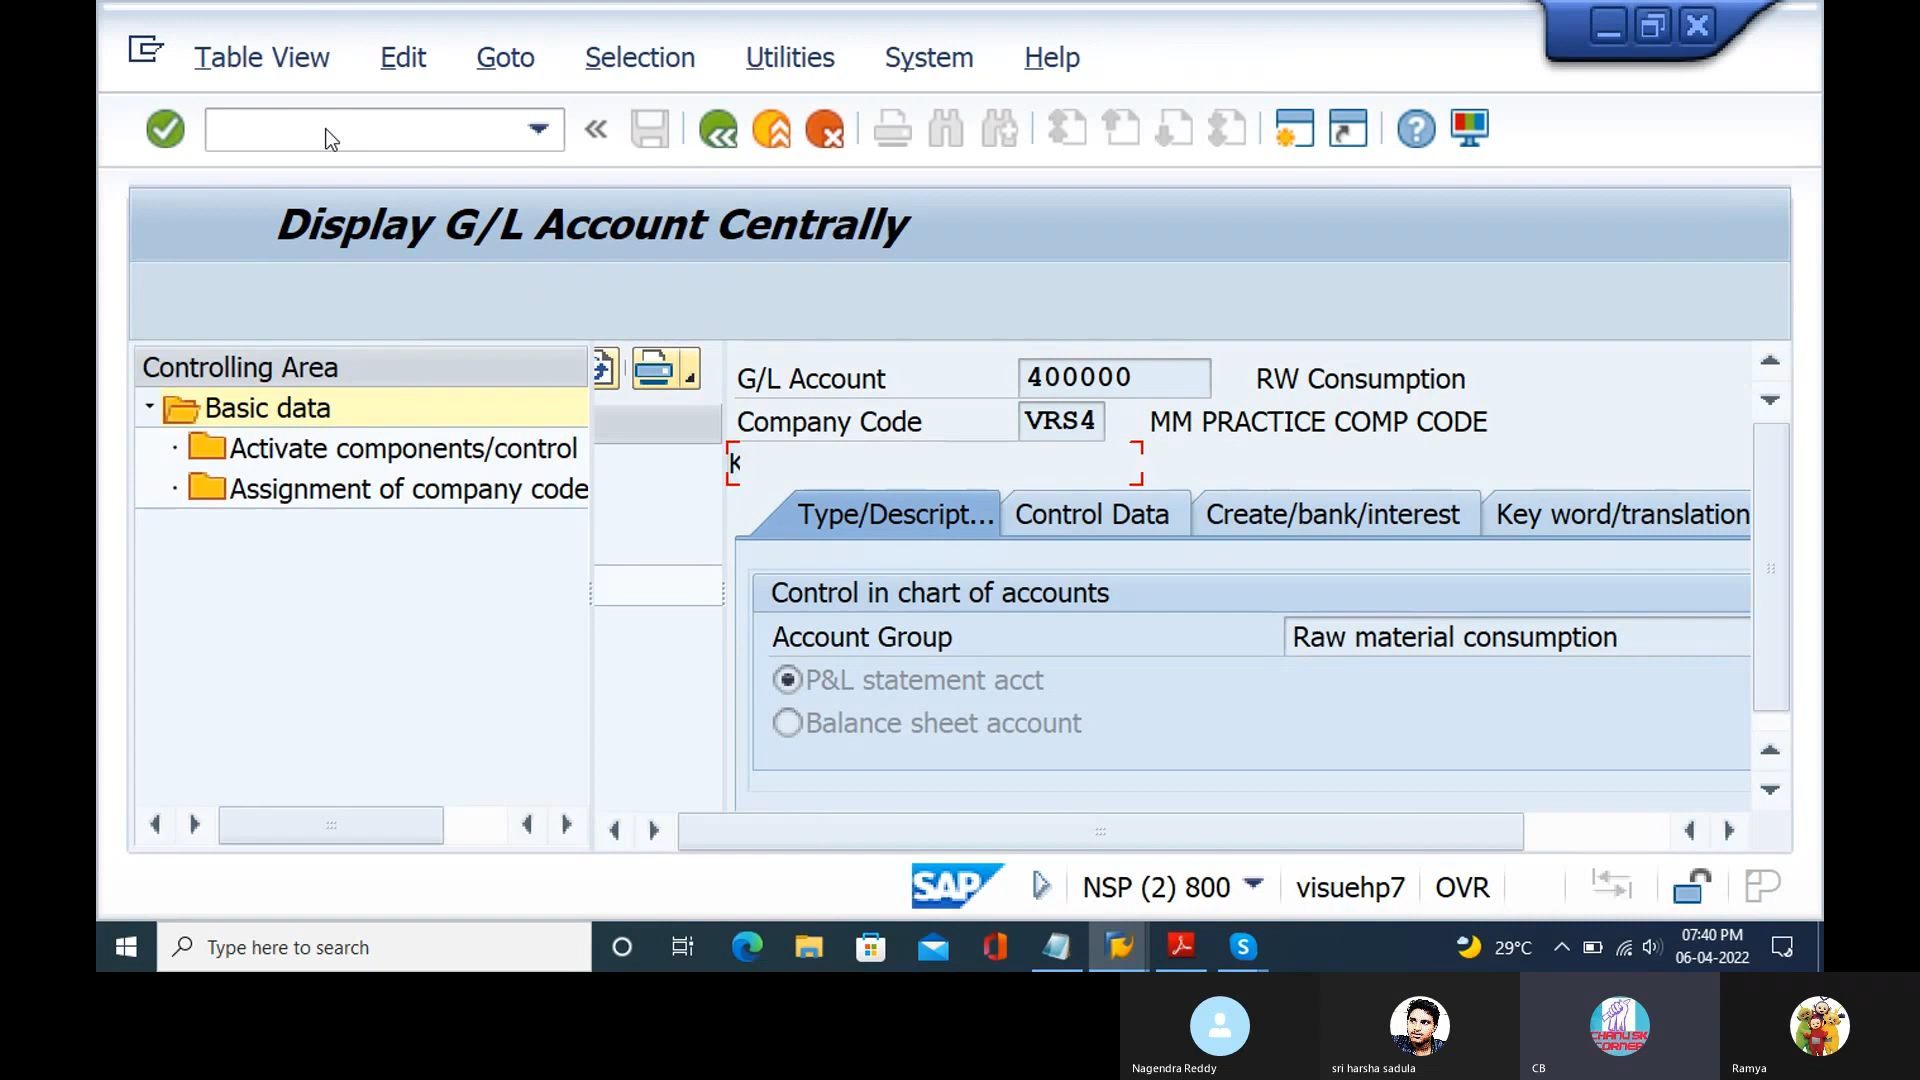 Table View Edit Goto Selection Utilities System Help
Display G/L Account Centrally
Controlling Area
Basic data
Activate components/control
Assignment of company code
G/L Account 400000 RW Consumption
Company Code VRS4 MM PRACTICE COMP CODE
K
Type/Descript... Control Data Create/bank/interest Key word/translation
Control in chart of accounts
Account Group Raw material consumption
P&L statement acct
Balance sheet account
SAP NSP (2) 800 visuehp7 OVR
Type here to search 29°C 07:40 PM
06-04-2022
CHANU SK
CORNER
Nagendra Reddy sri harsha sadula CB Ramya